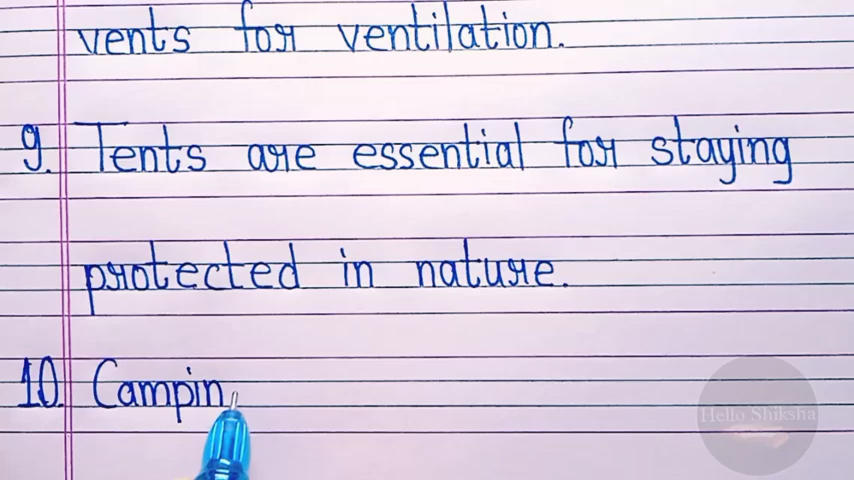 vents for ventilation.
9. Tents are essential for staying
protected in nature.
10. Campin
Hello Shiksha